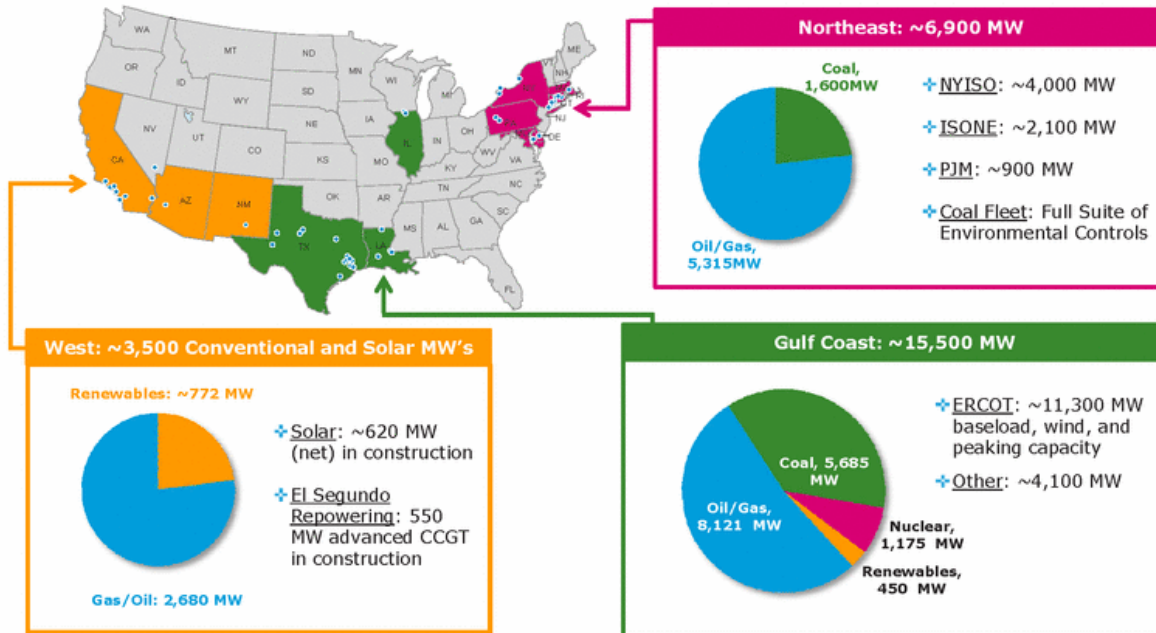 WA
OR
CA
ID
NV
MT
WY
UT
AZ
CO
NM
ND
SD
NE
KS
OK
TX
MN
IA
MO
AR
LA
WI
IL
MI
IN
OH
KY
TN
MS
AL
GA
FL
SC
NC
VA
WV
PA
DE
NJ
VT
NH
ME
Northeast: ~6,900 MW
Coal,
1,600MW
Oil/Gas,
5,315MW
NYISO: ~4,000 MW
ISONE: ~2,100 MW
PJM: ~900 MW
Coal Fleet: Full Suite of
Environmental Controls
West: ~3,500 Conventional and Solar MW's
Renewables: ~772 MW
Gas/Oil: 2,680 MW
Solar: ~620 MW
(net) in construction
El Segundo
Repowering: 550
MW advanced CCGT
in construction
Gulf Coast: ~15,500 MW
Coal, 5,685
MW
Oil/Gas,
8,121 MW
Nuclear,
1,175 MW
Renewables,
450 MW
ERCOT: ~11,300 MW
baseload, wind, and
peaking capacity
Other: ~4,100 MW